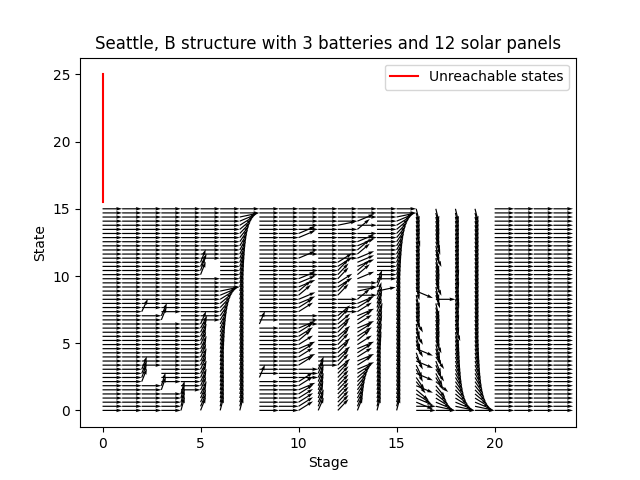 Seattle, B structure with 3 batteries and 12 solar panels
Unreachable states
25
20
15
10
5
0
State
0 5 10 15 20
Stage